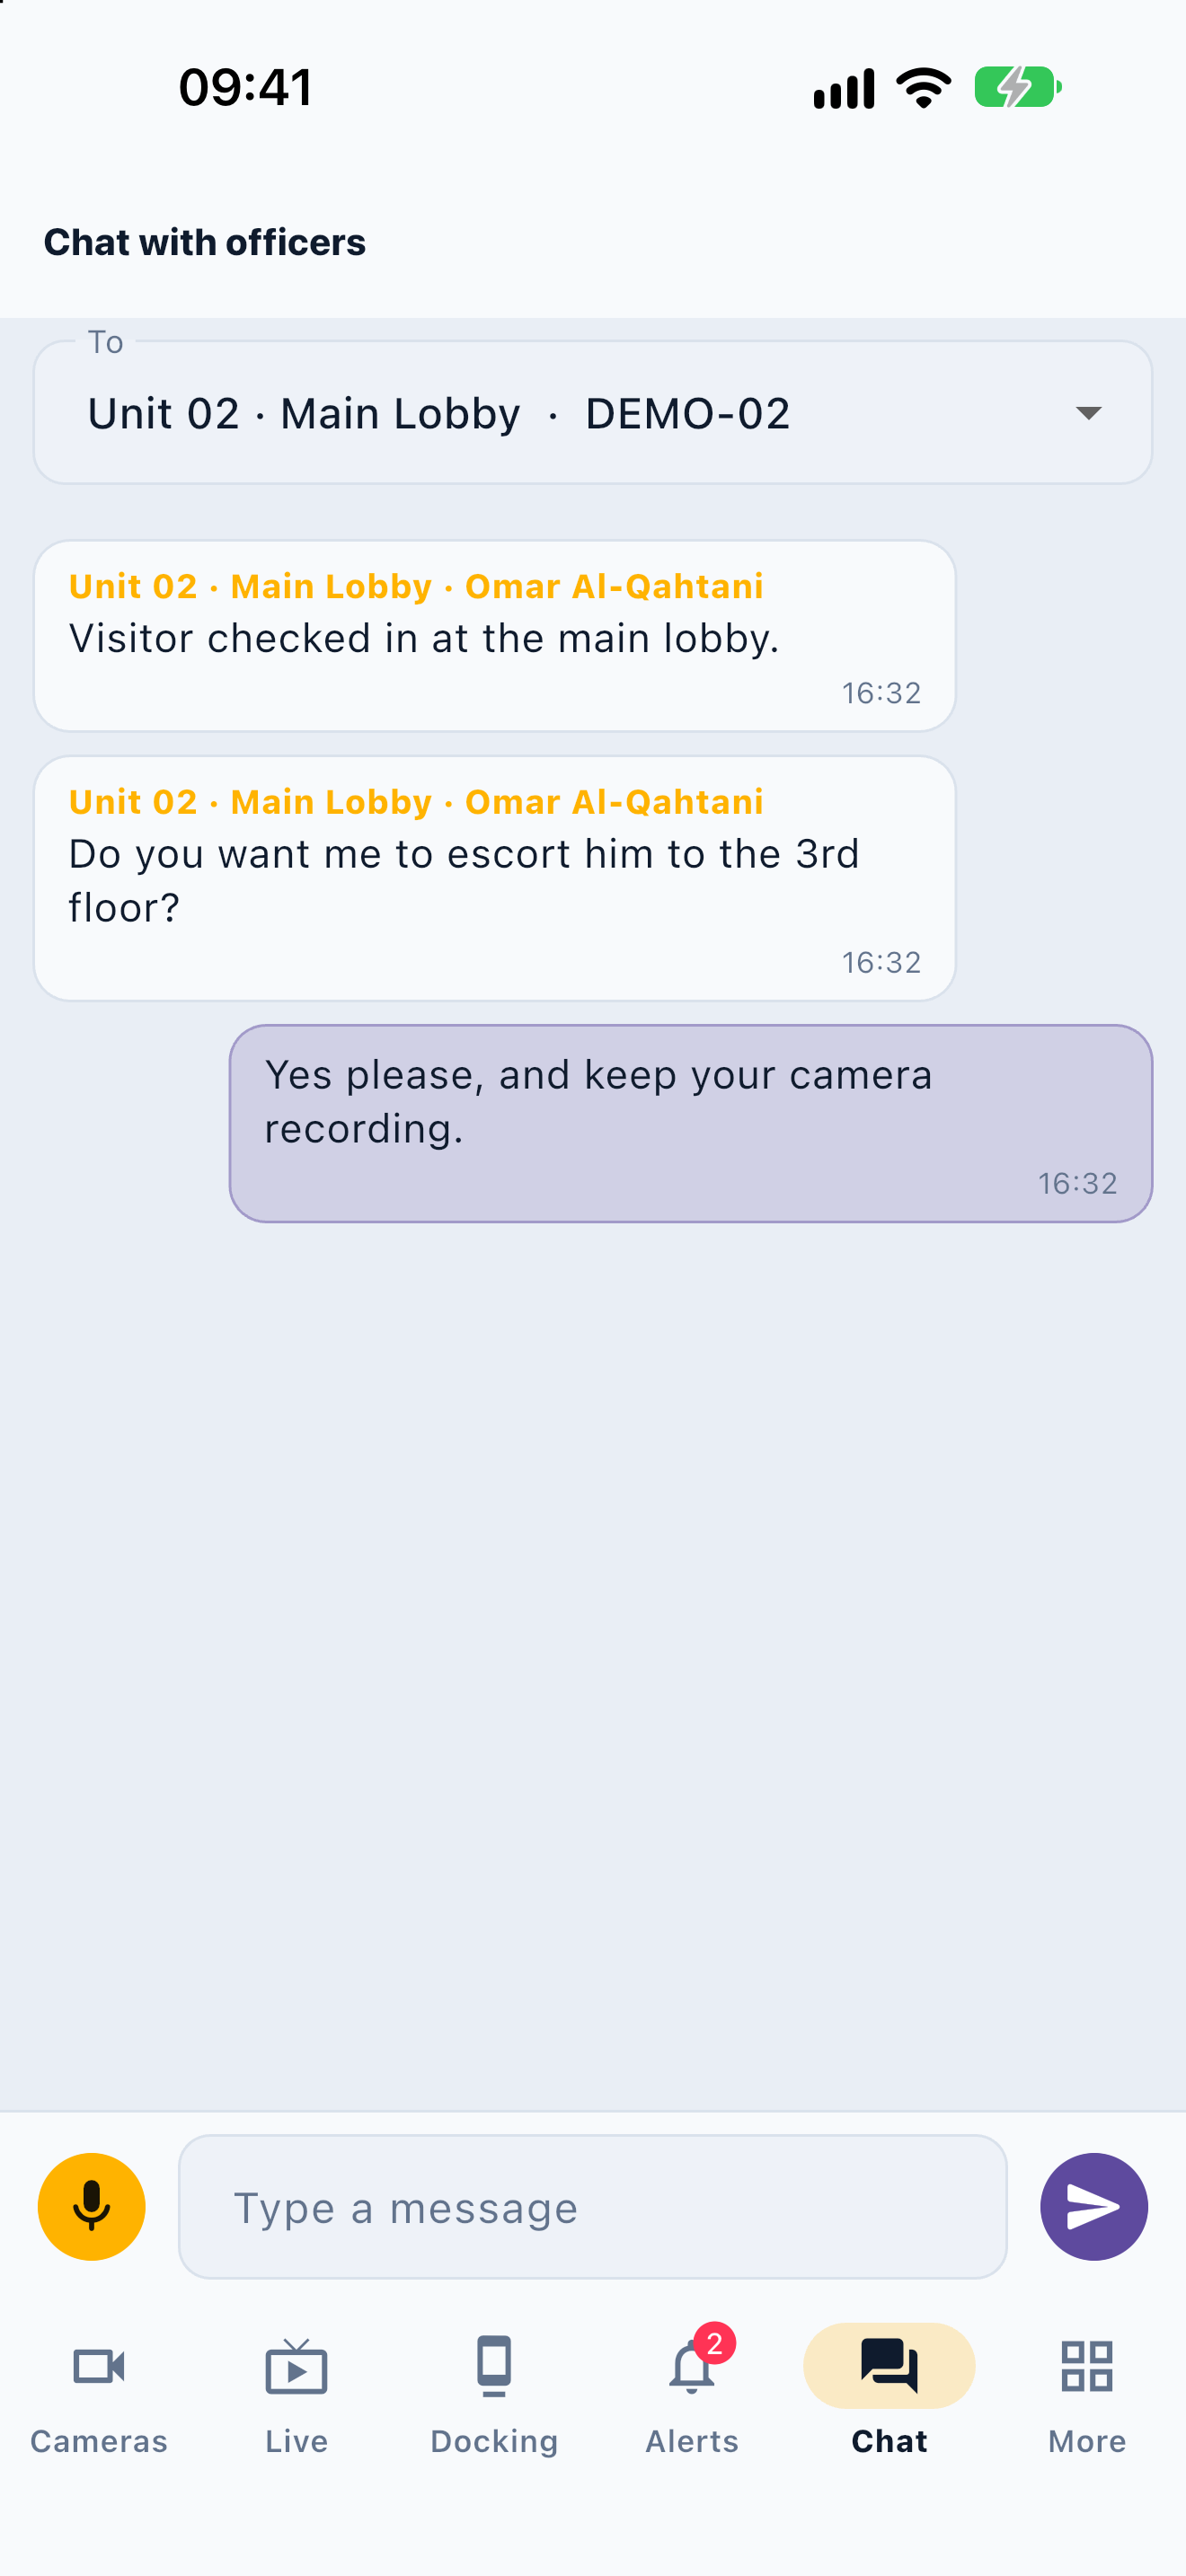 09:41
Chat with officers
To
Unit 02 · Main Lobby · DEMO-02
Unit 02 · Main Lobby · Omar Al-Qahtani
Visitor checked in at the main lobby.
16:32
Unit 02 · Main Lobby · Omar Al-Qahtani
Do you want me to escort him to the 3rd
floor?
16:32
Yes please, and keep your camera
recording.
16:32
Type a message
2
Cameras Live Docking Alerts Chat More